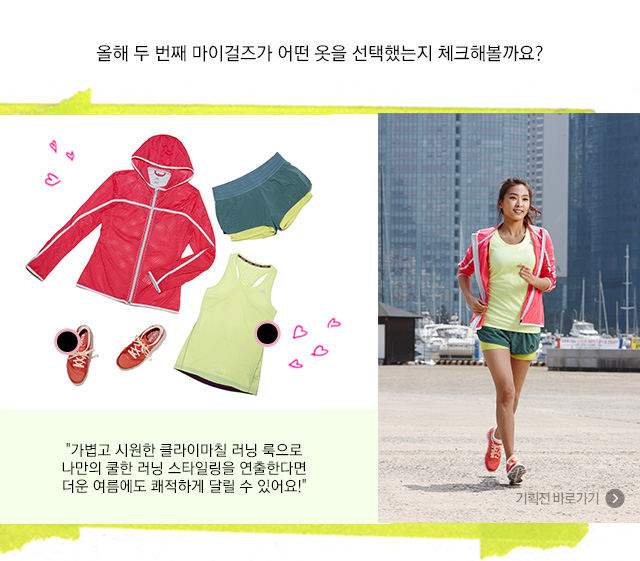 올해 두 번째 마이걸즈가 어떤 옷을 선택했는지 체크해볼까요?
"가볍고 시원한 클라이마칠 러닝 룩으로
나만의 쿨한 러닝 스타일링을 연출한다면
더운 여름에도 쾌적하게 달릴 수 있어요!"
기획전 바로가기